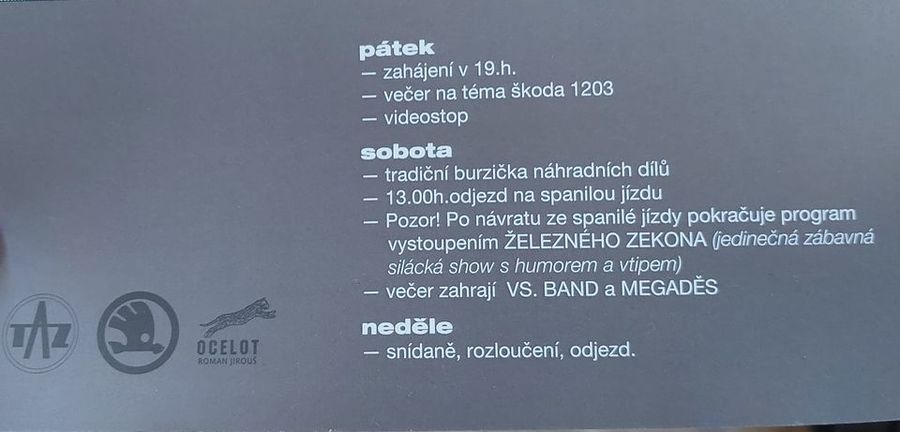 pátek
— zahájení v 19.h.
— večer na téma škoda 1203
— videostop
sobota
— tradiční burzička náhradních dílů
— 13.00h.odjezd na spanilou jízdu
— Pozor! Po návratu ze spanilé jízdy pokračuje program
vystoupením ŽELEZNÉHO ZEKONA (jedinečná zábavná
silácká show s humorem a vtipem)
— večer zahrají VS. BAND a MEGADĚS
neděle
— snídaně, rozloučení, odjezd.
TAZ
OCELOT
ROMAN JIROUŠ